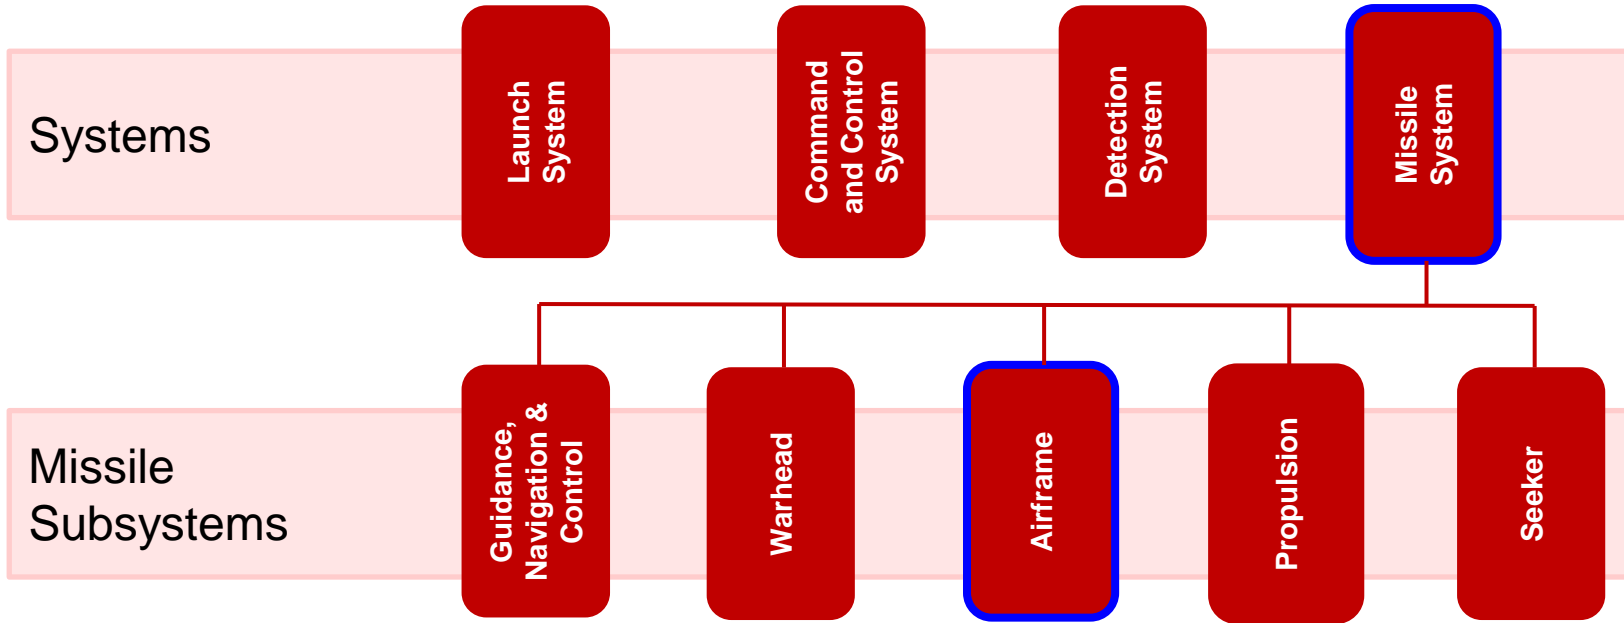 Systems
Launch
System
Command
and Control
System
Detection
System
Missile
System
Missile
Subsystems
Guidance,
Navigation &
Control
Warhead
Airframe
Propulsion
Seeker